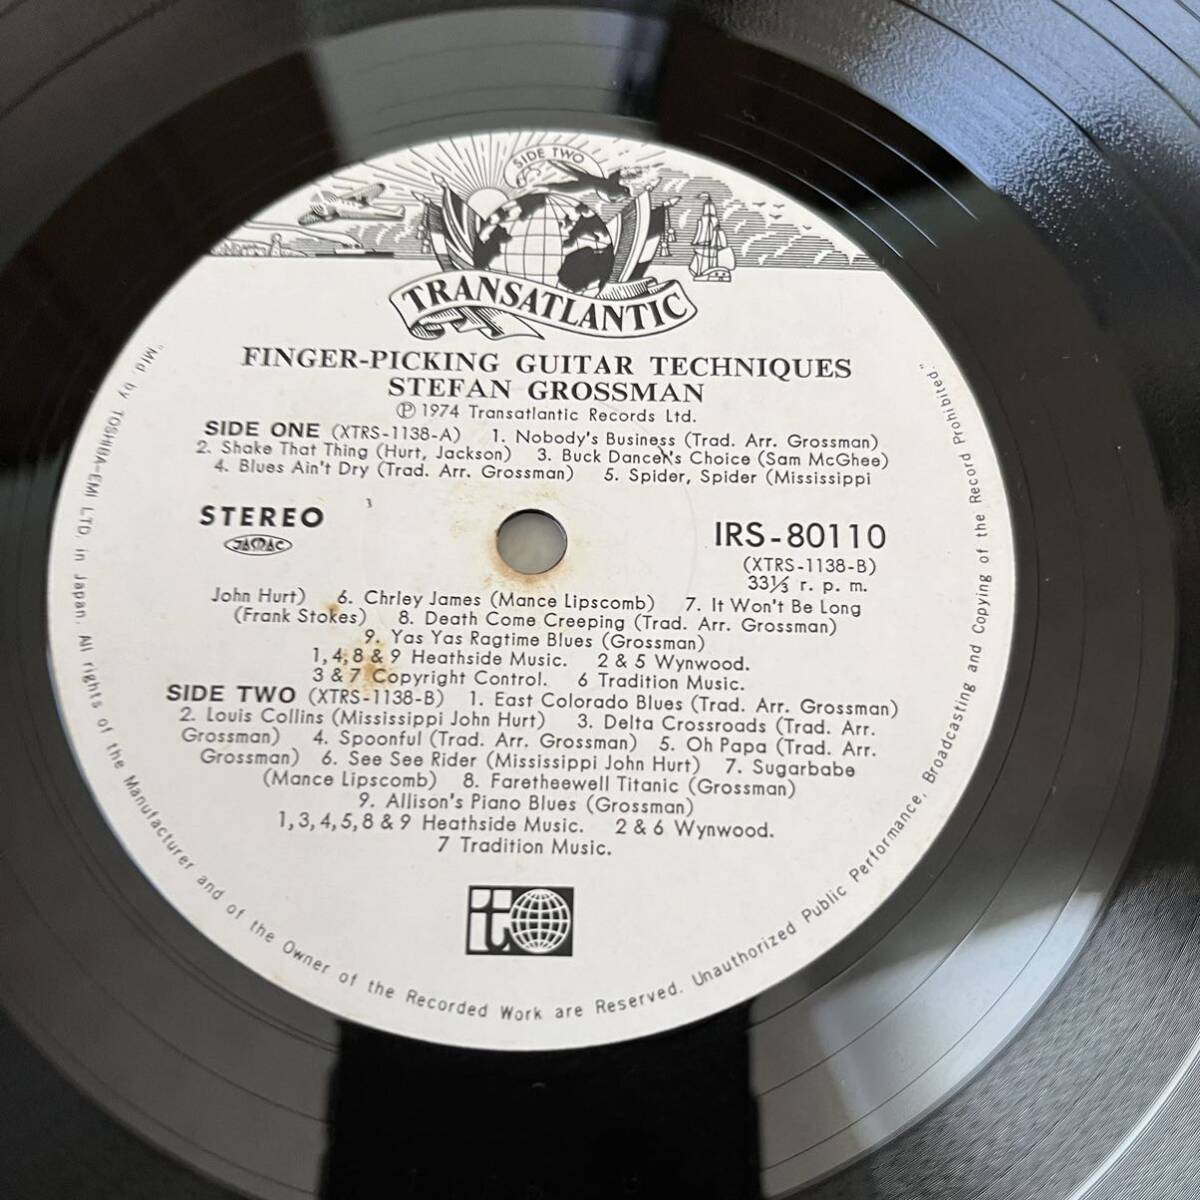 SIDE TWO
TRANSATLANTIC
FINGER-PICKING GUITAR TECHNIQUES
STEFAN GROSSMAN
Ⓟ 1974 Transatlantic Records Ltd.
SIDE ONE (XTRS-1138-A) 1. Nobody's Business (Trad. Arr. Grossman)
2. Shake That Thing (Hurt, Jackson) 3. Buck Dancer's Choice (Sam McGhee)
4. Blues Ain't Dry (Trad. Arr. Grossman) 5. Spider, Spider (Mississippi
STEREO
JASRAC
IRS-80110
(XTRS-1138-B)
33⅓ r. p. m.
John Hurt) 6. Chrley James (Mance Lipscomb) 7. It Won't Be Long
(Frank Stokes) 8. Death Come Creeping (Trad. Arr. Grossman)
9. Yas Yas Ragtime Blues (Grossman)
1, 4, 8 & 9 Heathside Music. 2 & 5 Wynwood.
3 & 7 Copyright Control. 6 Tradition Music.
SIDE TWO (XTRS-1138-B) 1. East Colorado Blues (Trad. Arr. Grossman)
2. Louis Collins (Mississippi John Hurt) 3. Delta Crossroads (Trad. Arr.
Grossman) 4. Spoonful (Trad. Arr. Grossman) 5. Oh Papa (Trad. Arr.
Grossman) 6. See See Rider (Mississippi John Hurt) 7. Sugarbabe
(Mance Lipscomb) 8. Faretheewell Titanic (Grossman)
9. Allison's Piano Blues (Grossman)
1, 3, 4, 5, 8 & 9 Heathside Music. 2 & 6 Wynwood.
7 Tradition Music.
it
"Mfd by TOSHIBA-EMI LTD. in Japan. All rights of the Manufacturer and of the Owner of the Recorded Work are Reserved. Unauthorized Public Performance, Broadcasting and Copying of the Record Prohibited."